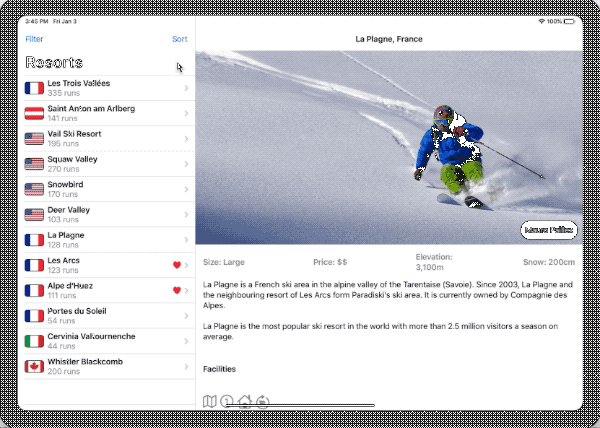 3:45 PM Fri Jan 3
100%
Filter
Sort
La Plagne, France
Resorts
Les Trois Vallées
335 runs
Saint Anton am Arlberg
141 runs
Vail Ski Resort
195 runs
Squaw Valley
270 runs
Snowbird
170 runs
Deer Valley
103 runs
La Plagne
128 runs
Les Arcs
123 runs
Alpe d'Huez
111 runs
Portes du Soleil
54 runs
Cervinia Valtournenche
44 runs
Whistler Blackcomb
200 runs
Size: Large
Price: $$
Elevation:
3,100m
Snow: 200cm
La Plagne is a French ski area in the alpine valley of the Tarentaise (Savoie). Since 2003, La Plagne and
the neighbouring resort of Les Arcs form Paradiski's ski area. It is currently owned by Compagnie des
Alpes.
La Plagne is the most popular ski resort in the world with more than 2.5 million visitors a season on
average.
Facilities